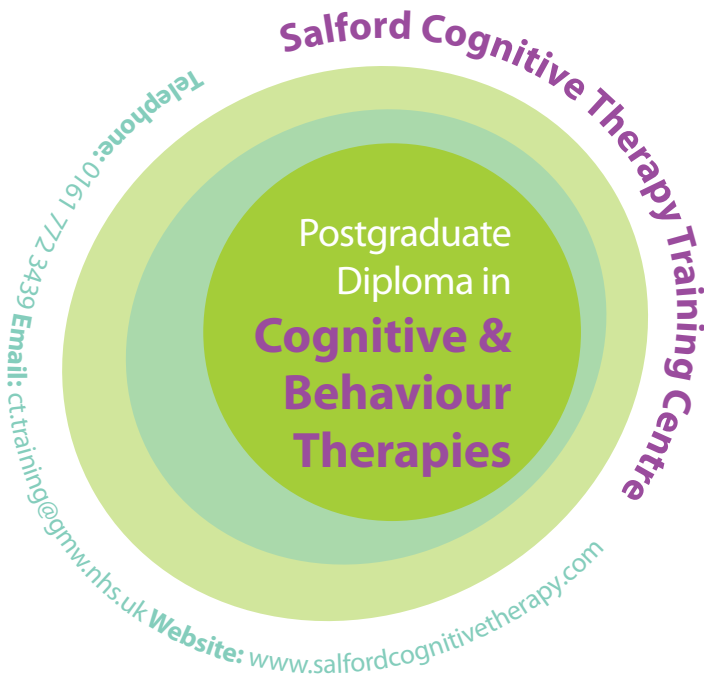 Salford Cognitive Therapy Training Centre
Postgraduate
Diploma in
Cognitive &
Behaviour
Therapies
Telephone: 0161 772 3439 Email: ct.training@gmw.nhs.uk Website: www.salfordcognitivetherapy.com